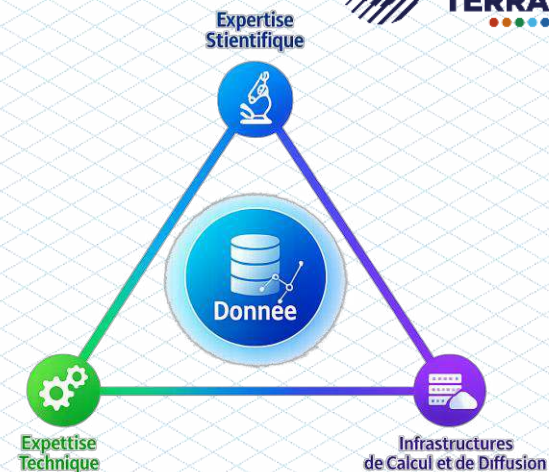 TERRA
Expertise
Stientifique
Donnée
Expettise
Technique
Infrastructures
de Calcul et de Diffusion